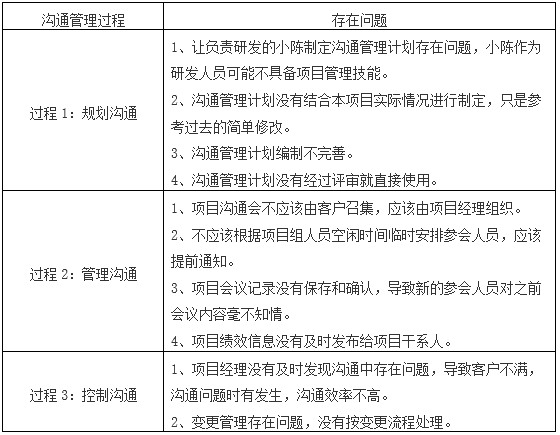 沟通管理过程 存在问题
过程1：规划沟通
1、让负责研发的小陈制定沟通管理计划存在问题，小陈作为
研发人员可能不具备项目管理技能。
2、沟通管理计划没有结合本项目实际情况进行制定，只是参
考过去的简单修改。
3、沟通管理计划编制不完善。
4、沟通管理计划没有经过评审就直接使用。
过程2：管理沟通
1、项目沟通会不应该由客户召集，应该由项目经理组织。
2、不应该根据项目组人员空闲时间临时安排参会人员，应该
提前通知。
3、项目会议记录没有保存和确认，导致新的参会人员对之前
会议内容毫不知情。
4、项目绩效信息没有及时发布给项目干系人。
过程3：控制沟通
1、项目经理没有及时发现沟通中存在问题，导致客户不满，
沟通问题时有发生，沟通效率不高。
2、变更管理存在问题，没有按变更流程处理。